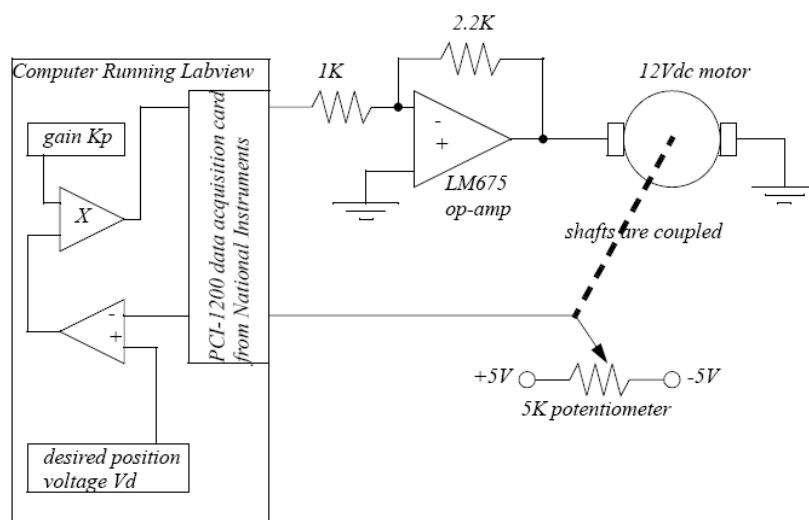 2.2K
Computer Running Labview
1K
12Vdc motor
gain Kp
-
+
X
LM675
op-amp
PCI-1200 data acquisition card
from National Instruments
shafts are coupled
-
+
+5V
-5V
5K potentiometer
desired position
voltage Vd